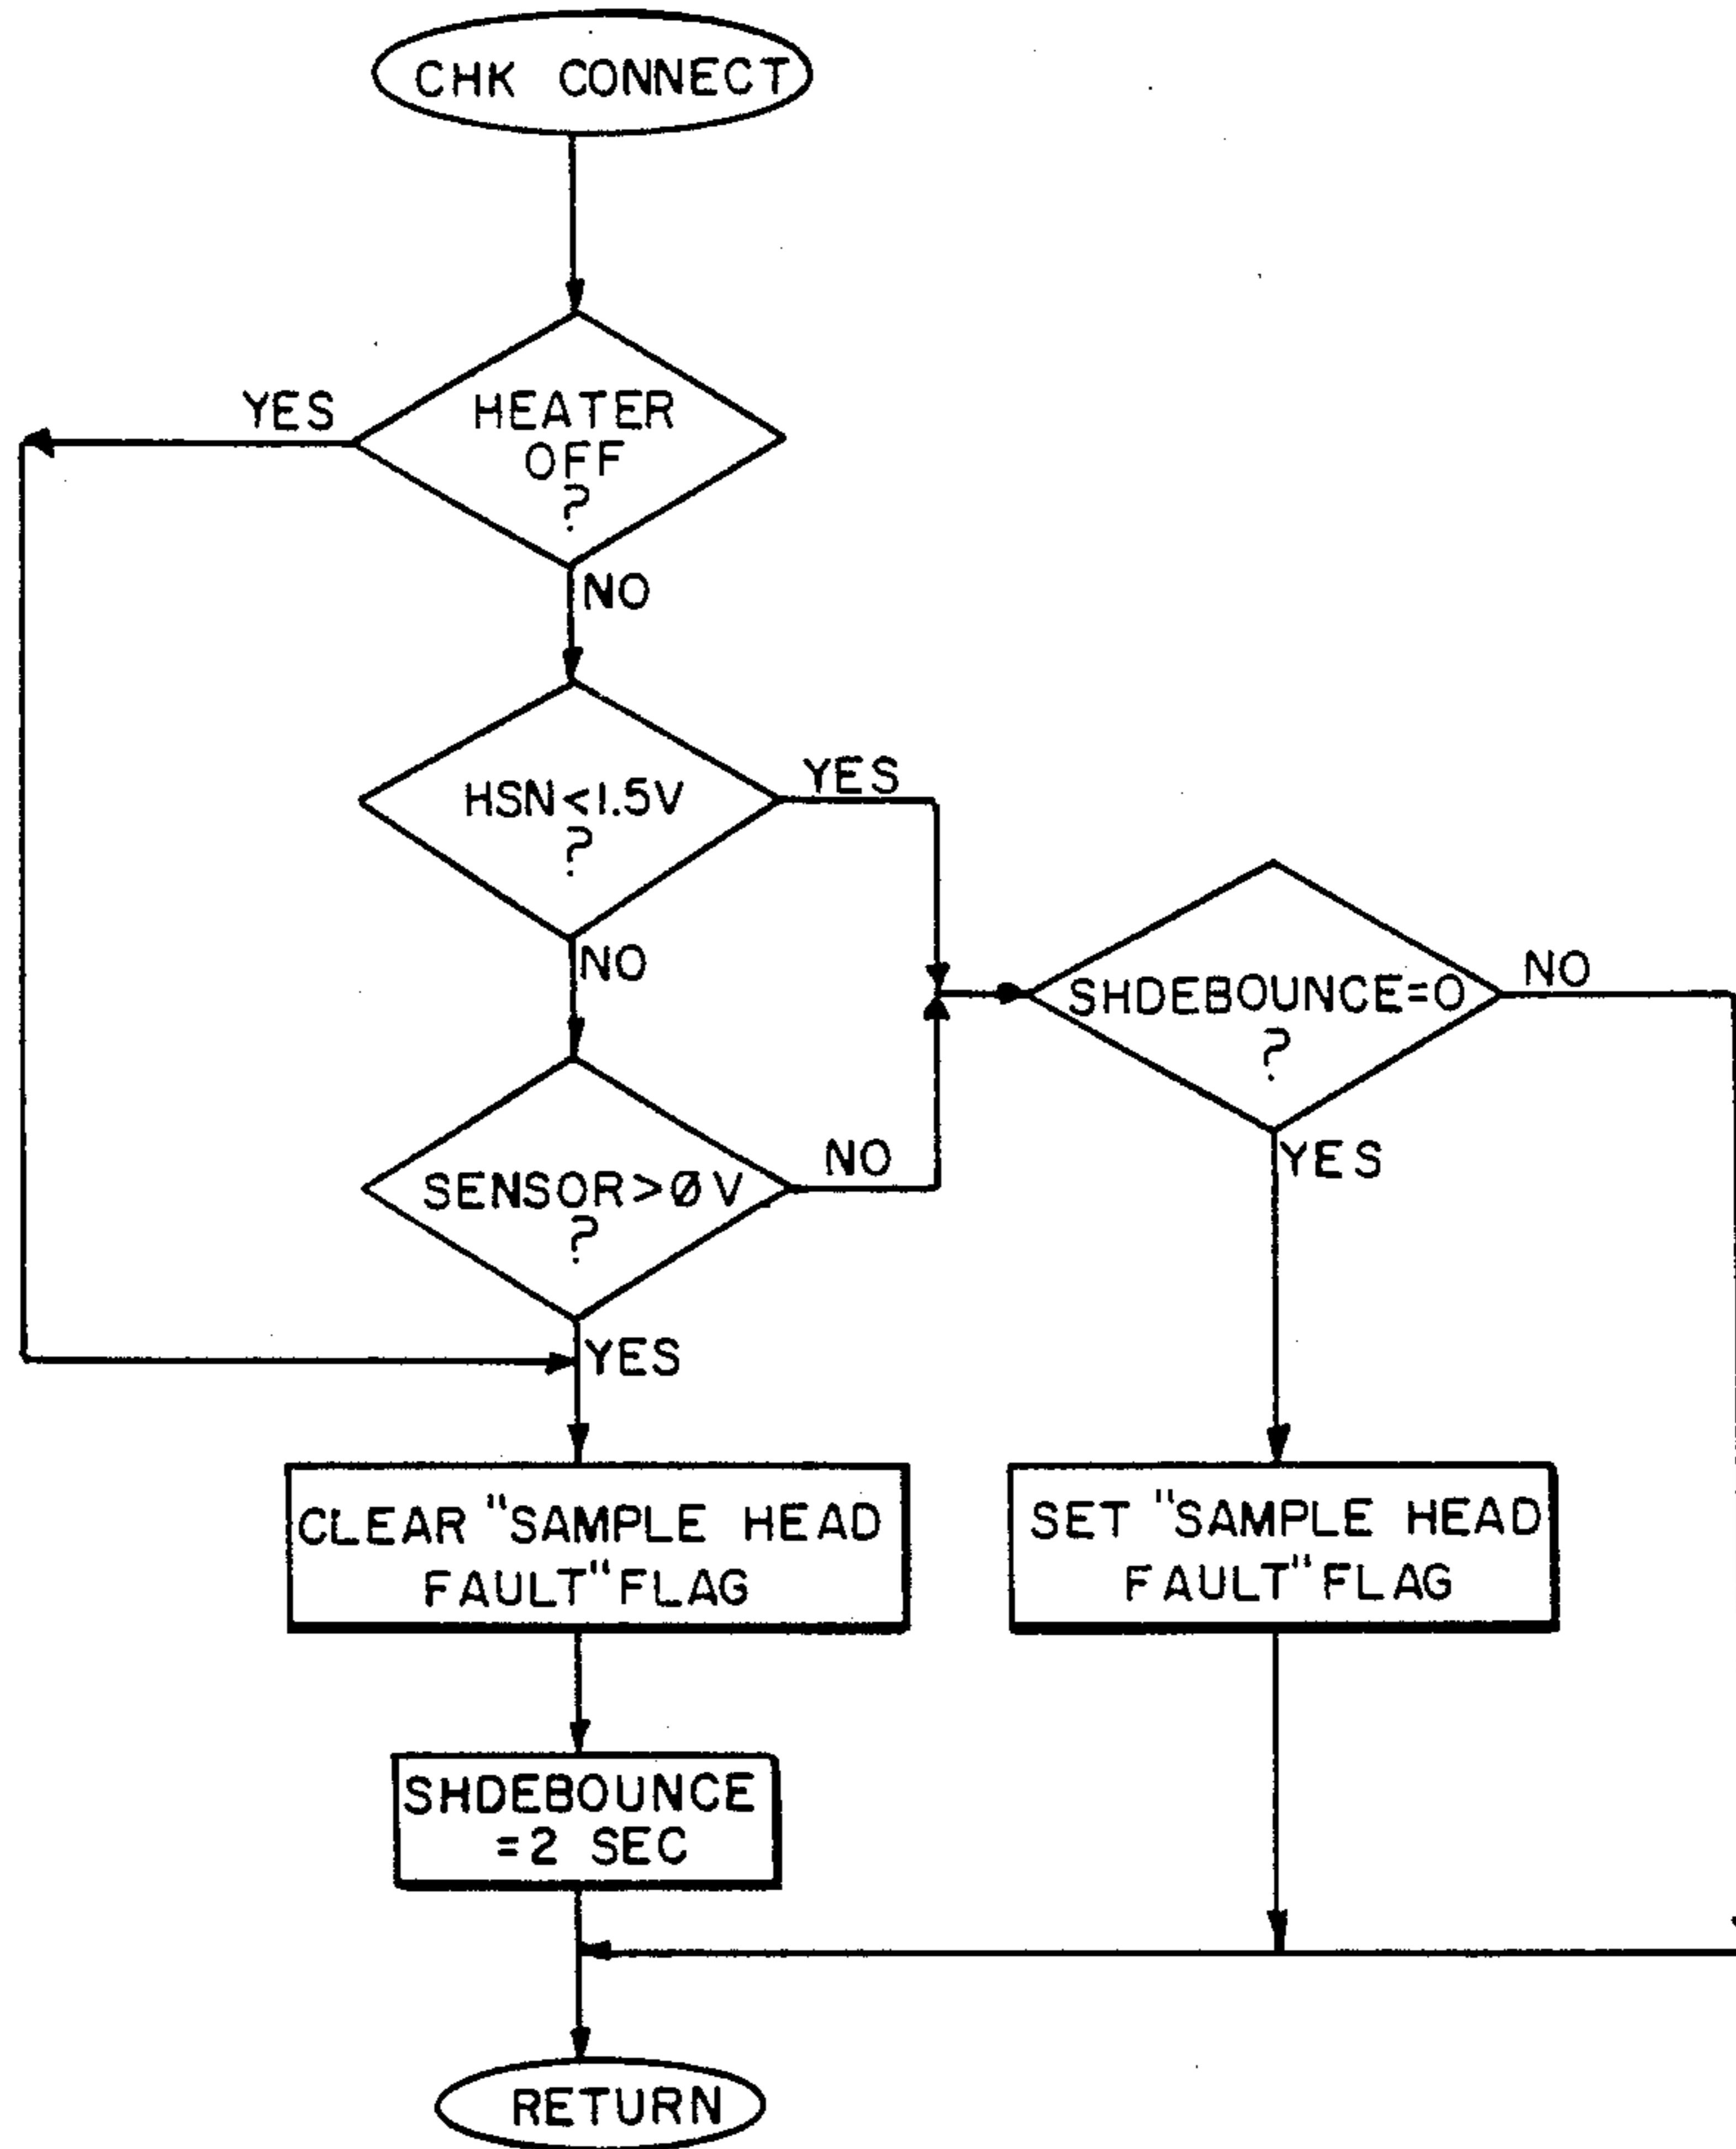 CHK CONNECT
YES
HEATER
OFF
?
NO
HSN<1.5V
?
YES
NO
SHDEBOUNCE=0
?
NO
YES
SENSOR>0V
?
NO
YES
CLEAR "SAMPLE HEAD
FAULT" FLAG
SET "SAMPLE HEAD
FAULT" FLAG
SHDEBOUNCE
=2 SEC
RETURN